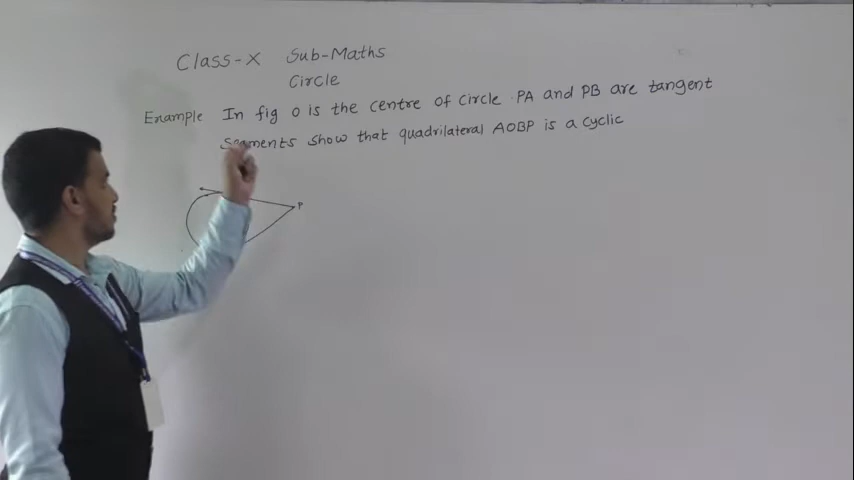 Class-X Sub-Maths
Circle
Example In fig O is the centre of circle. PA and PB are tangent
segments show that quadrilateral AOBP is a cyclic
P